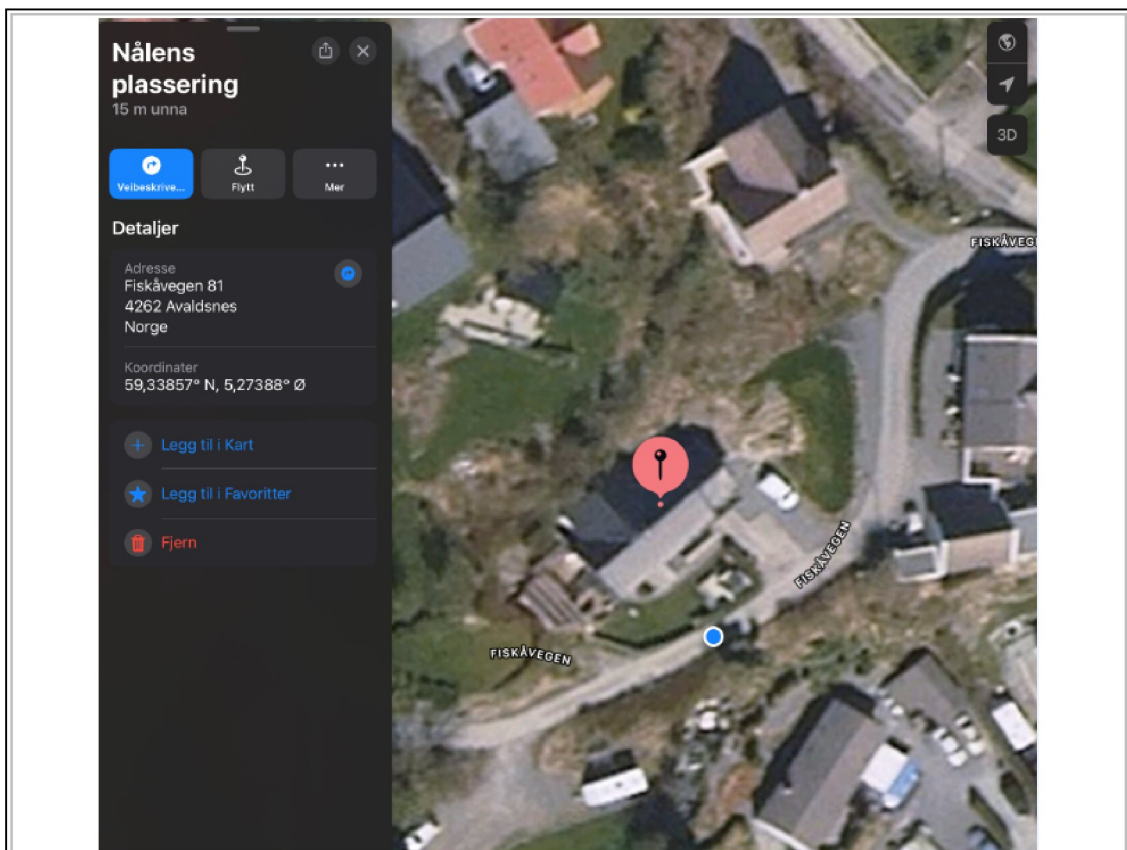 Nålens
plassering
15 m unna
Veibeskrive...
Flytt
Mer
Detaljer
Adresse
Fiskåvegen 81
4262 Avaldsnes
Norge
Koordinater
59,33857° N, 5,27388° Ø
Legg til i Kart
Legg til i Favoritter
Fjern
3D
FISKÅVEG
FISKÅVEGEN
FISKÅVEGEN